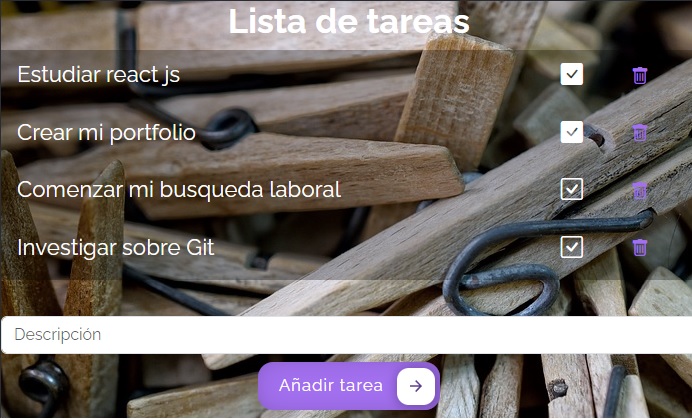 Lista de tareas
Estudiar react js
Crear mi portfolio
Comenzar mi busqueda laboral
Investigar sobre Git
Descripción
Añadir tarea